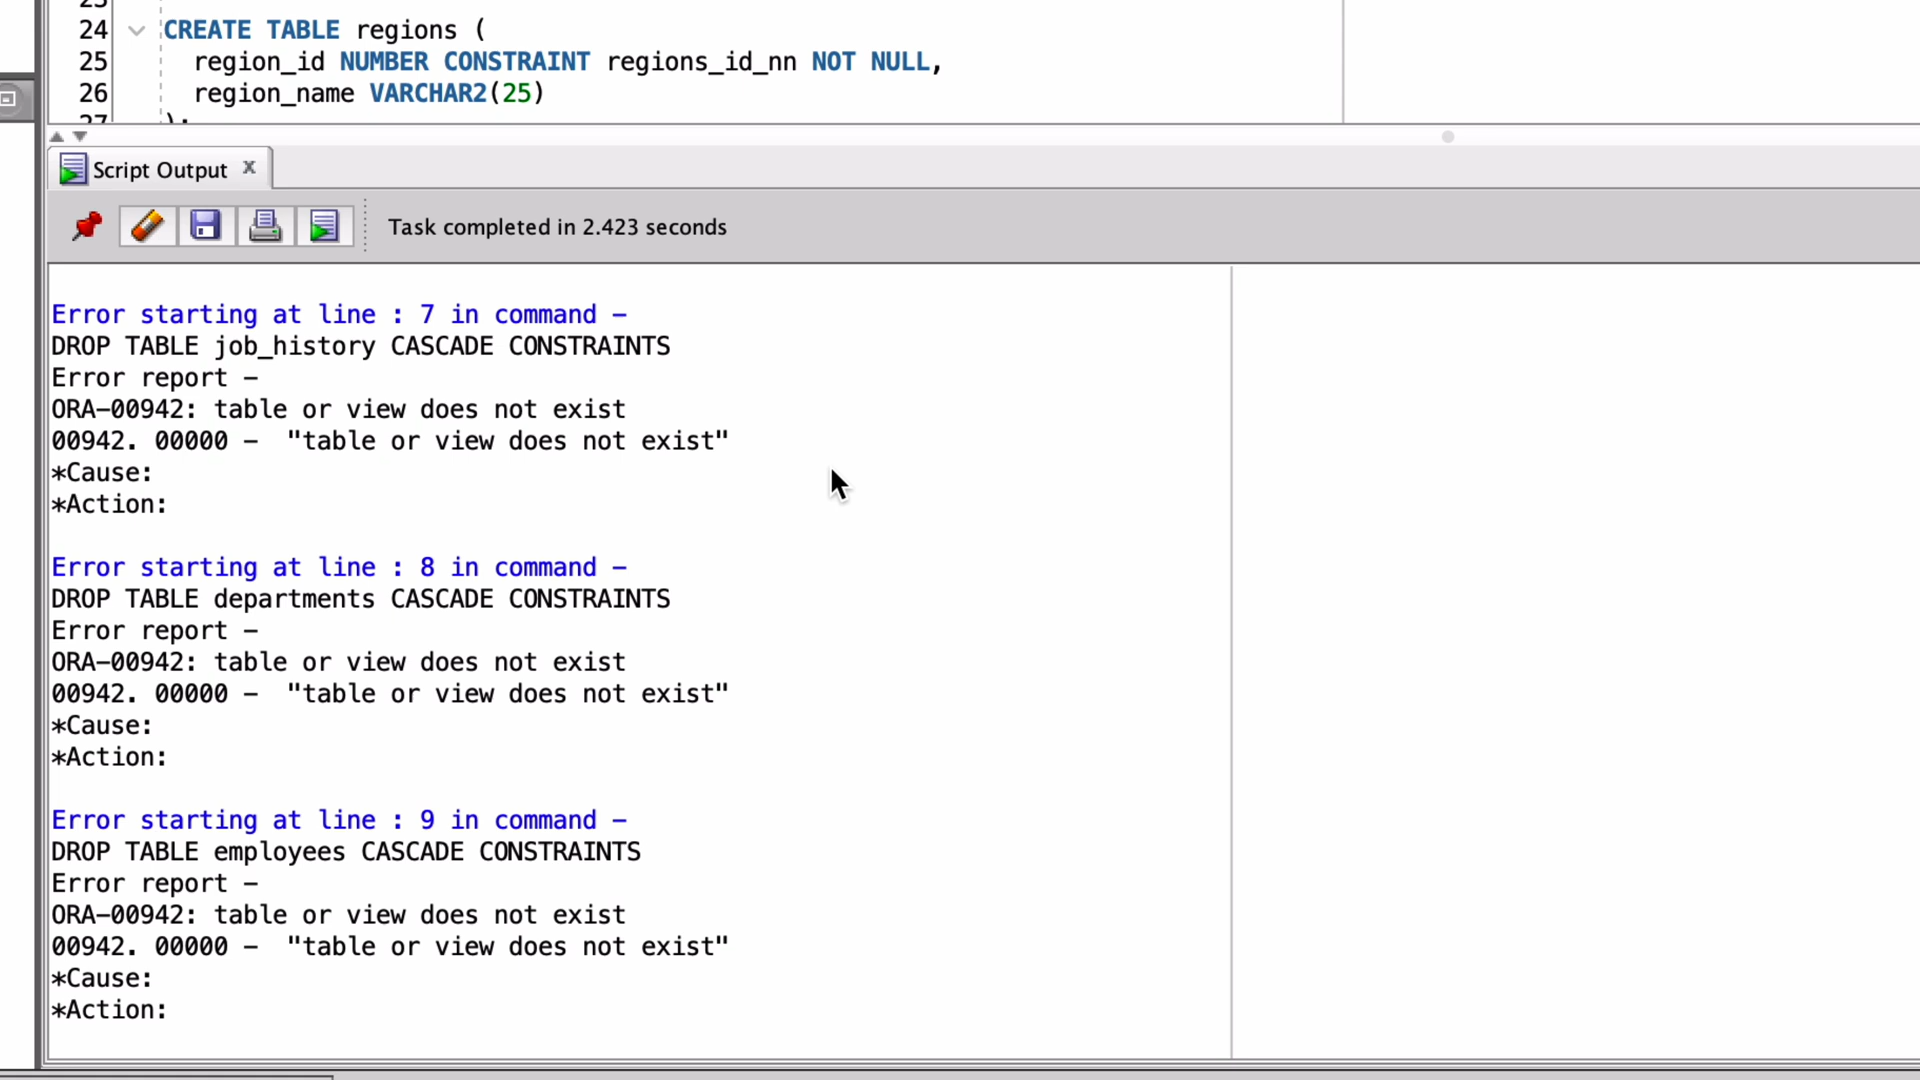 23
24 CREATE TABLE regions (
25 region_id NUMBER CONSTRAINT regions_id_nn NOT NULL,
26 region_name VARCHAR2(25)
27 );
Script Output x
Task completed in 2.423 seconds
Error starting at line : 7 in command –
DROP TABLE job_history CASCADE CONSTRAINTS
Error report –
ORA–00942: table or view does not exist
00942. 00000 –  "table or view does not exist"
*Cause:
*Action:
Error starting at line : 8 in command –
DROP TABLE departments CASCADE CONSTRAINTS
Error report –
ORA–00942: table or view does not exist
00942. 00000 –  "table or view does not exist"
*Cause:
*Action:
Error starting at line : 9 in command –
DROP TABLE employees CASCADE CONSTRAINTS
Error report –
ORA–00942: table or view does not exist
00942. 00000 –  "table or view does not exist"
*Cause:
*Action: